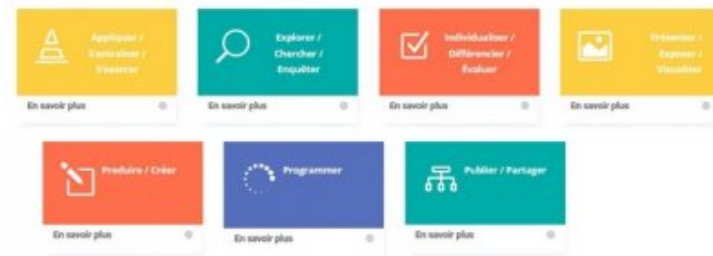 Appliquer /
S'entraîner /
S'exercer
Explorer /
Chercher /
Enquêter
Individualiser /
Différencier /
Évaluer
Présenter /
Exposer /
Visualiser
En savoir plus
En savoir plus
En savoir plus
En savoir plus
Produire / Créer
Programmer
Publier / Partager
En savoir plus
En savoir plus
En savoir plus